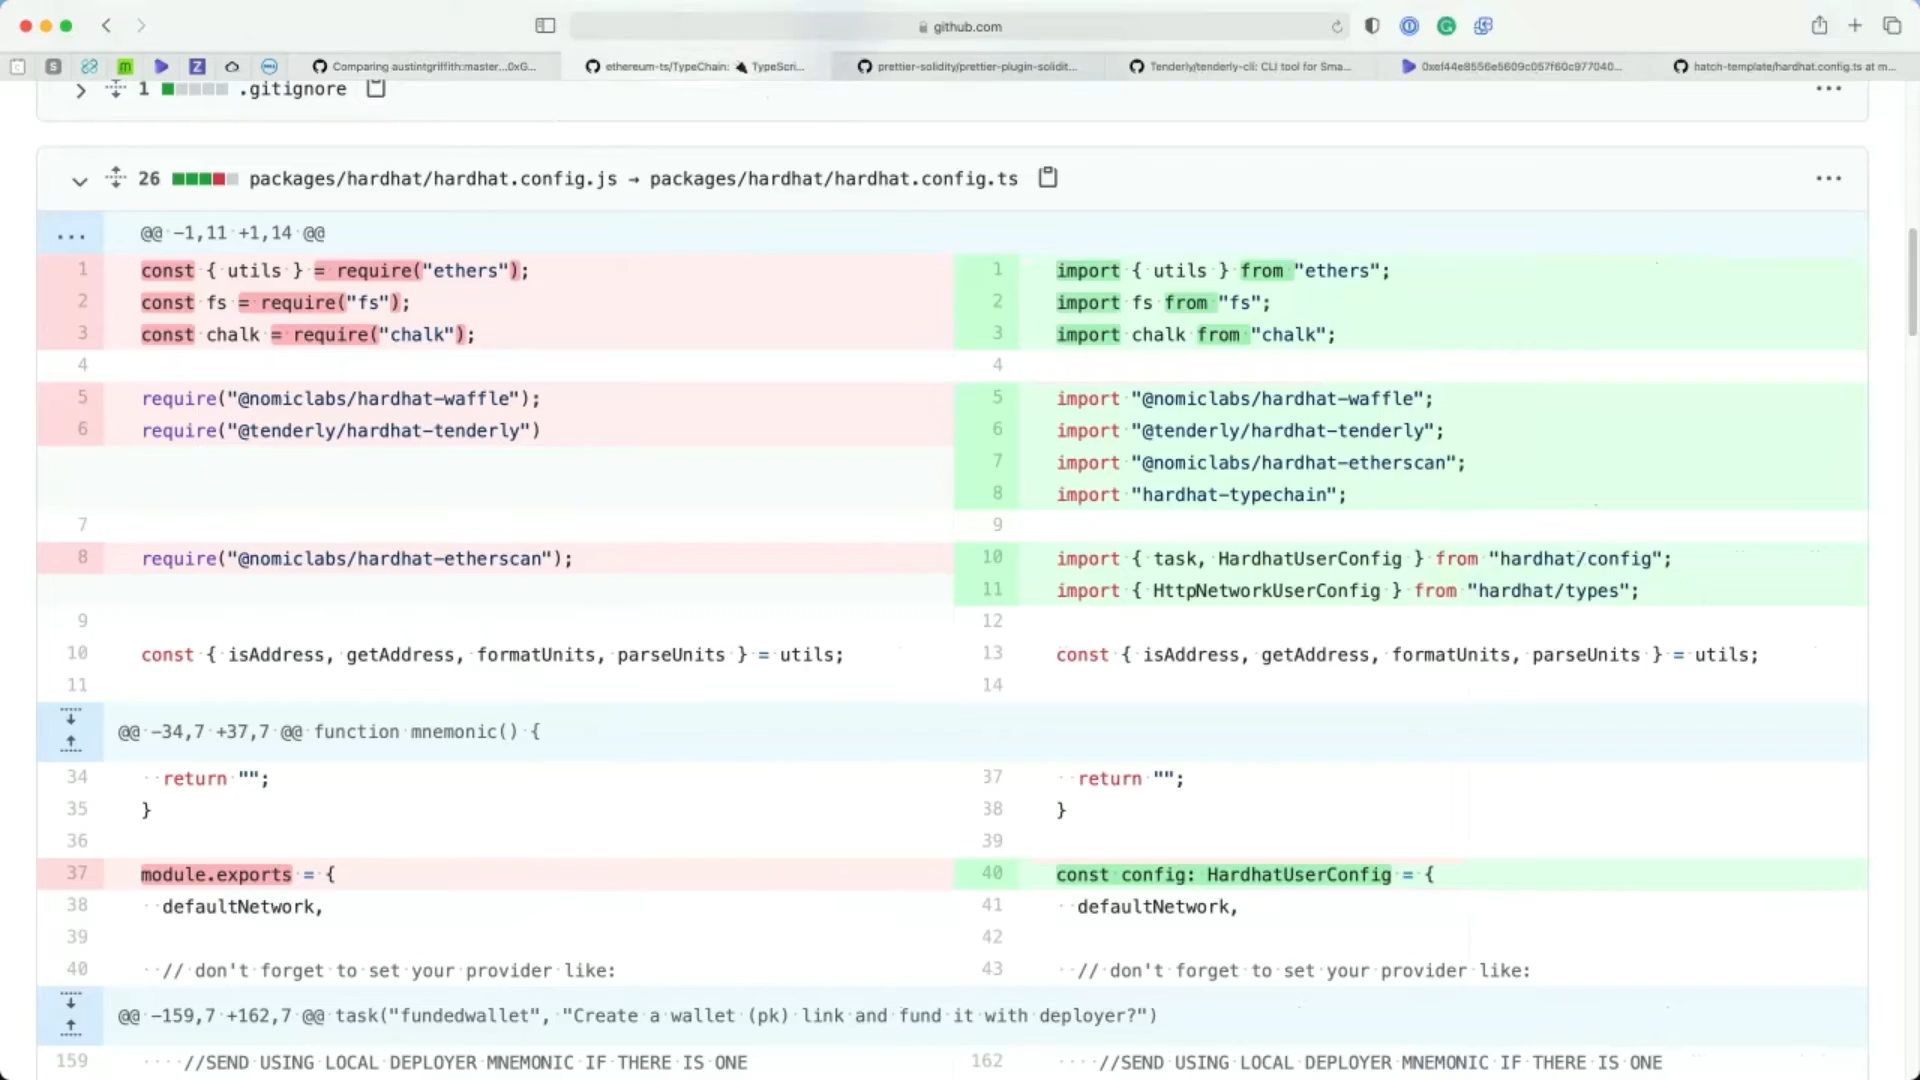 github.com
Comparing austintgriffith:master...0xG...
ethereum-ts/TypeChain: 🔌 TypeScri...
prettier-solidity/prettier-plugin-solidit...
Tenderly/tenderly-cli: CLI tool for Sma...
hatch-template/hardhat.config.ts at m...
1 .gitignore
26 packages/hardhat/hardhat.config.js → packages/hardhat/hardhat.config.ts
@@ -1,11 +1,14 @@
1 const { utils } = require("ethers"); 1 import { utils } from "ethers";
2 const fs = require("fs"); 2 import fs from "fs";
3 const chalk = require("chalk"); 3 import chalk from "chalk";
4 4
5 require("@nomiclabs/hardhat-waffle"); 5 import "@nomiclabs/hardhat-waffle";
6 require("@tenderly/hardhat-tenderly") 6 import "@tenderly/hardhat-tenderly";
7 import "@nomiclabs/hardhat-etherscan";
8 import "hardhat-typechain";
7 9
8 require("@nomiclabs/hardhat-etherscan"); 10 import { task, HardhatUserConfig } from "hardhat/config";
11 import { HttpNetworkUserConfig } from "hardhat/types";
9 12
10 const { isAddress, getAddress, formatUnits, parseUnits } = utils; 13 const { isAddress, getAddress, formatUnits, parseUnits } = utils;
11 14
@@ -34,7 +37,7 @@ function mnemonic() {
34 return ""; 37 return "";
35 } 38 }
36 39
37 module.exports = { 40 const config: HardhatUserConfig = {
38 defaultNetwork, 41 defaultNetwork,
39 42
40 // don't forget to set your provider like: 43 // don't forget to set your provider like:
@@ -159,7 +162,7 @@ task("fundedwallet", "Create a wallet (pk) link and fund it with deployer?")
159 //SEND USING LOCAL DEPLOYER MNEMONIC IF THERE IS ONE 162 //SEND USING LOCAL DEPLOYER MNEMONIC IF THERE IS ONE